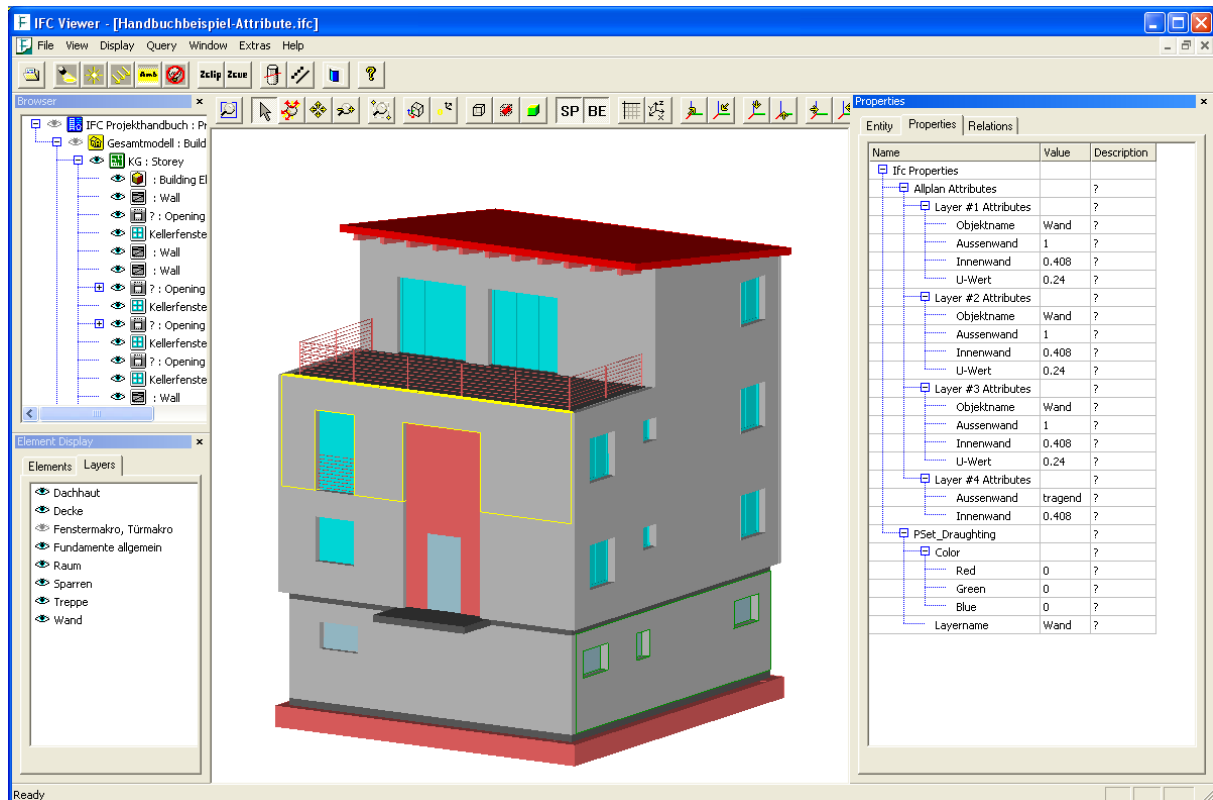 IFC Viewer - [Handbuchbeispiel-Attribute.ifc]
File View Display Query Window Extras Help
Amb Zclip Zcue
Browser
IFC Projekthandbuch : Pr
Gesamtmodell : Build
KG : Storey
: Building El
: Wall
? : Opening
Kellerfenste
: Wall
: Wall
? : Opening
Kellerfenste
? : Opening
Kellerfenste
? : Opening
Kellerfenste
: Wall
SP BE
Element Display
Elements Layers
Dachhaut
Decke
Fenstermakro, Türmakro
Fundamente allgemein
Raum
Sparren
Treppe
Wand
Properties
Entity Properties Relations
Name Value Description
Ifc Properties
Allplan Attributes ?
Layer #1 Attributes ?
Objektname Wand ?
Aussenwand 1 ?
Innenwand 0.408 ?
U-Wert 0.24 ?
Layer #2 Attributes ?
Objektname Wand ?
Aussenwand 1 ?
Innenwand 0.408 ?
U-Wert 0.24 ?
Layer #3 Attributes ?
Objektname Wand ?
Aussenwand 1 ?
Innenwand 0.408 ?
U-Wert 0.24 ?
Layer #4 Attributes ?
Aussenwand tragend ?
Innenwand 0.408 ?
PSet_Draughting ?
Color ?
Red 0 ?
Green 0 ?
Blue 0 ?
Layername Wand ?
Ready